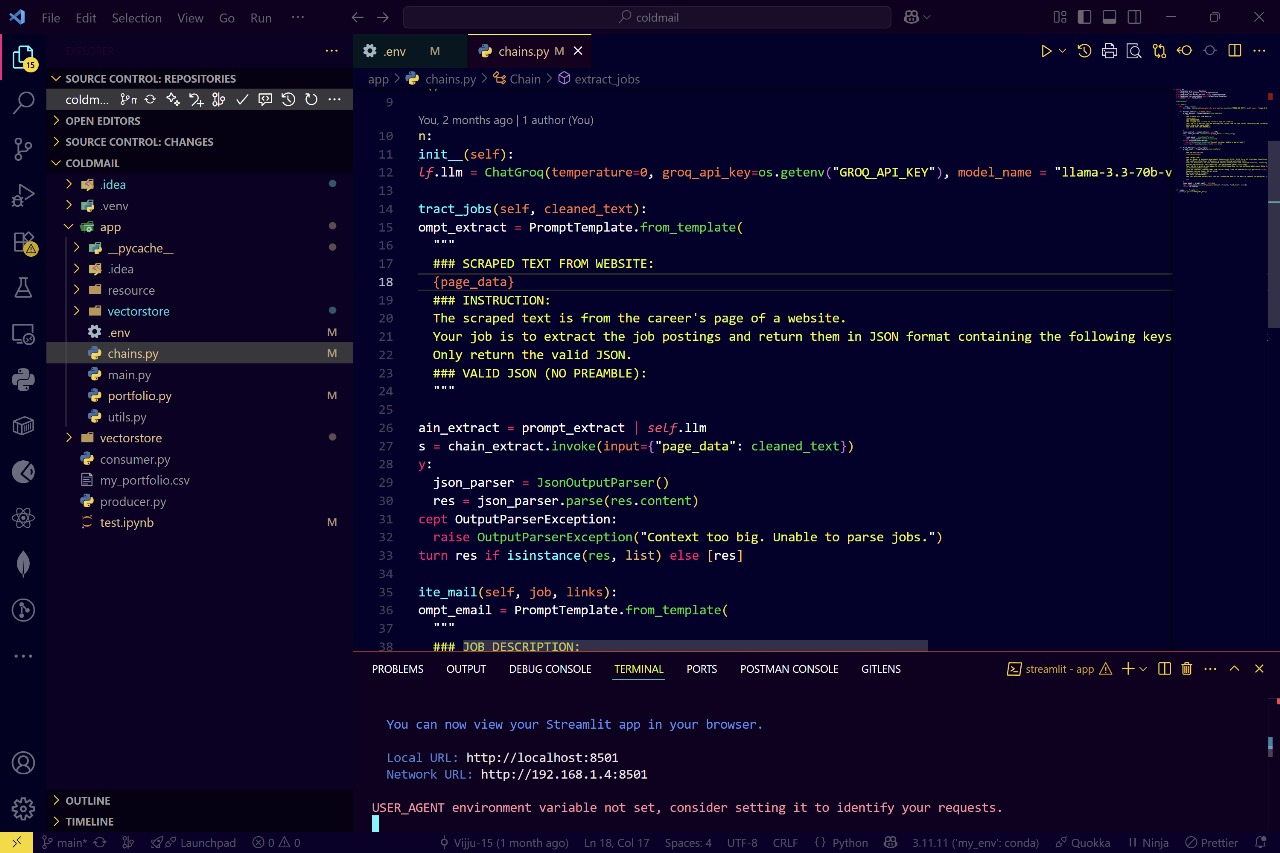 File Edit Selection View Go Run ···
coldmail
EXPLORER
15
.env M
chains.py M
app > chains.py > Chain > extract_jobs
SOURCE CONTROL: REPOSITORIES
coldm...
OPEN EDITORS
SOURCE CONTROL: CHANGES
COLDMAIL
.idea
.venv
app
__pycache__
.idea
resource
vectorstore
.env M
chains.py M
main.py
portfolio.py M
utils.py
vectorstore
consumer.py
my_portfolio.csv
producer.py
test.ipynb M
OUTLINE
TIMELINE
9
You, 2 months ago | 1 author (You)
10 n:
11 init__(self):
12 lf.llm = ChatGroq(temperature=0, groq_api_key=os.getenv("GROQ_API_KEY"), model_name = "llama-3.3-70b-v
13
14 tract_jobs(self, cleaned_text):
15 ompt_extract = PromptTemplate.from_template(
16 """
17 ### SCRAPED TEXT FROM WEBSITE:
18 {page_data}
19 ### INSTRUCTION:
20 The scraped text is from the career's page of a website.
21 Your job is to extract the job postings and return them in JSON format containing the following keys
22 Only return the valid JSON.
23 ### VALID JSON (NO PREAMBLE):
24 """
25
26 ain_extract = prompt_extract | self.llm
27 s = chain_extract.invoke(input={"page_data": cleaned_text})
28 y:
29 json_parser = JsonOutputParser()
30 res = json_parser.parse(res.content)
31 cept OutputParserException:
32 raise OutputParserException("Context too big. Unable to parse jobs.")
33 turn res if isinstance(res, list) else [res]
34
35 ite_mail(self, job, links):
36 ompt_email = PromptTemplate.from_template(
37 """
38 ### JOB DESCRIPTION:
PROBLEMS OUTPUT DEBUG CONSOLE TERMINAL PORTS POSTMAN CONSOLE GITLENS
streamlit - app
You can now view your Streamlit app in your browser.
Local URL: http://localhost:8501
Network URL: http://192.168.1.4:8501
USER_AGENT environment variable not set, consider setting it to identify your requests.
main* Launchpad 0 0 Vijju-15 (1 month ago) Ln 18, Col 17 Spaces: 4 UTF-8 CRLF {} Python 3.11.11 ('my_env': conda) Quokka Ninja Prettier